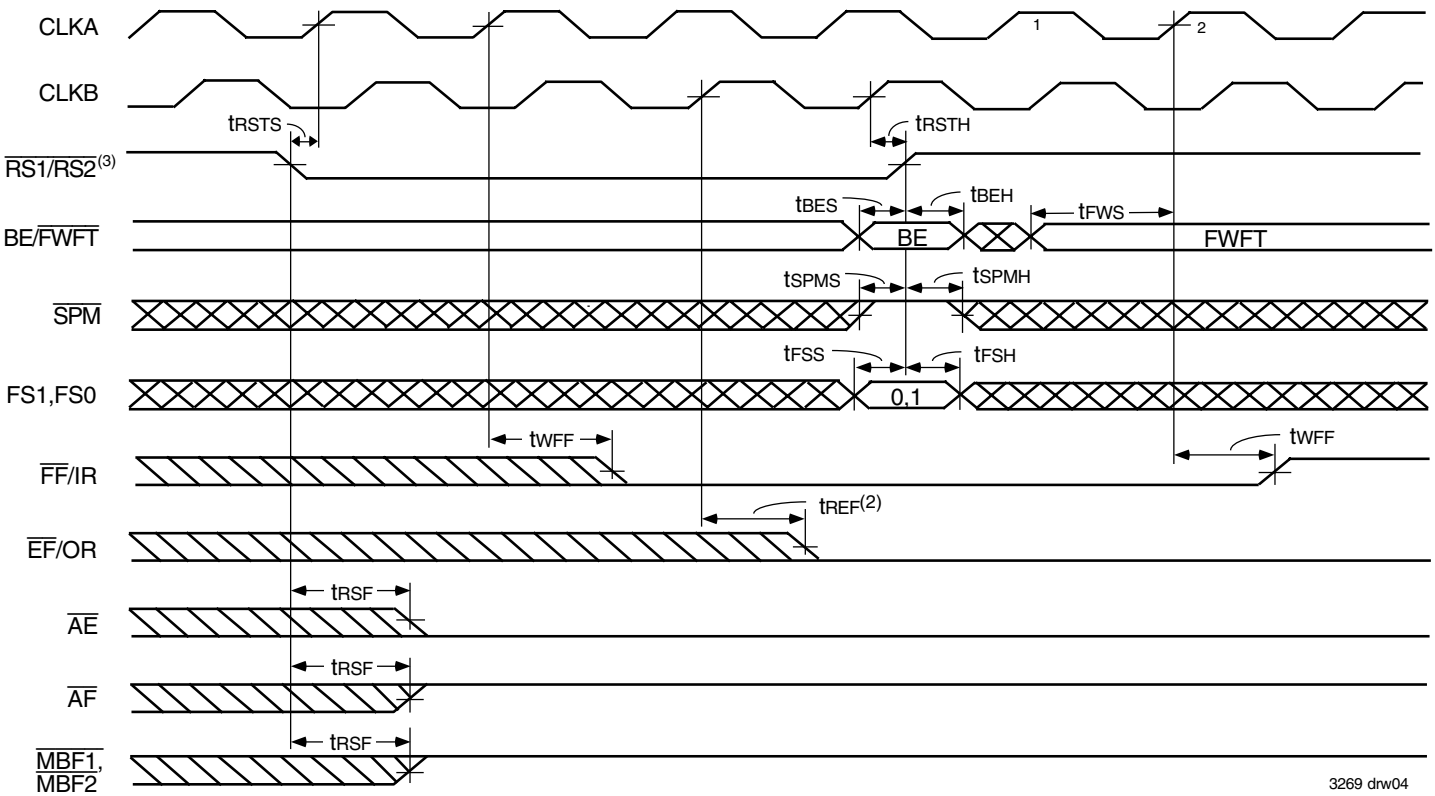 CLKA
1
2
CLKB
tRSTS
tRSTH
RS1/RS2(3)
tBES
tBEH
tFWS
BE/FWFT
BE
FWFT
tSPMS
tSPMH
SPM
tFSS
tFSH
FS1,FS0
0,1
tWFF
tWFF
FF/IR
tREF(2)
EF/OR
tRSF
AE
tRSF
AF
tRSF
MBF1,
MBF2
3269 drw04